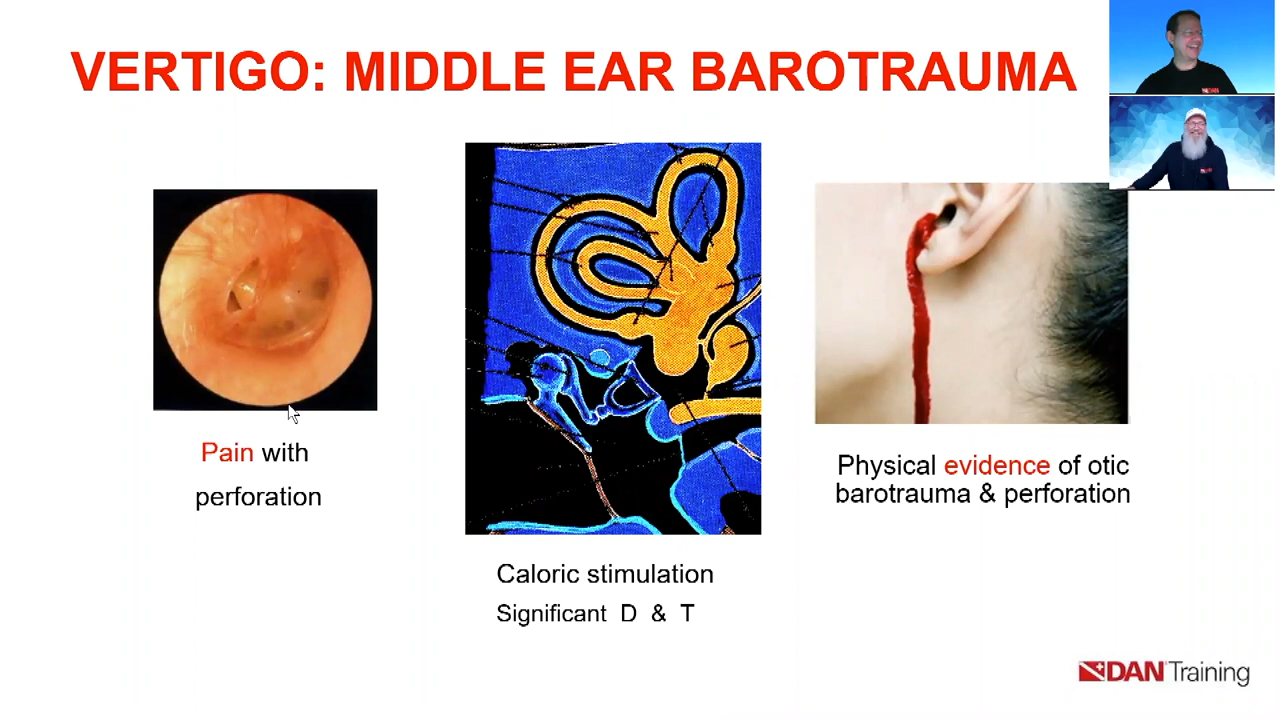 VERTIGO: MIDDLE EAR BAROTRAUMA
Pain with
perforation
Caloric stimulation
Significant D & T
Physical evidence of otic
barotrauma & perforation
DAN Training